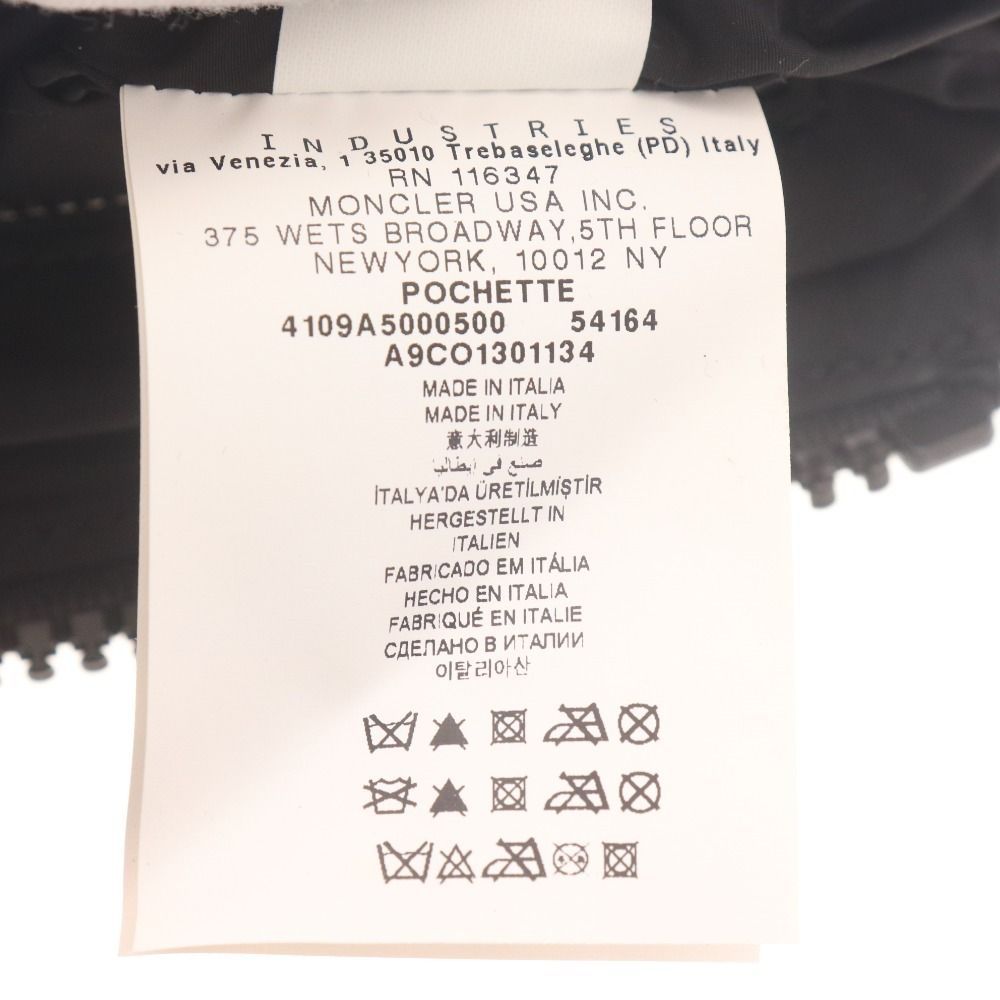 INDUSTRIES
via Venezia, 1 35010 Trebaseleghe (PD) Italy
RN 116347
MONCLER USA INC.
375 WETS BROADWAY,5TH FLOOR
NEWYORK, 10012 NY
POCHETTE
4109A5000500 54164
A9CO1301134
MADE IN ITALIA
MADE IN ITALY
意大利制造
صنع في إيطاليا
İTALYA'DA ÜRETİLMİŞTİR
HERGESTELLT IN
ITALIEN
FABRICADO EM ITÁLIA
HECHO EN ITALIA
FABRIQUÉ EN ITALIE
СДЕЛАНО В ИТАЛИИ
이탈리아산